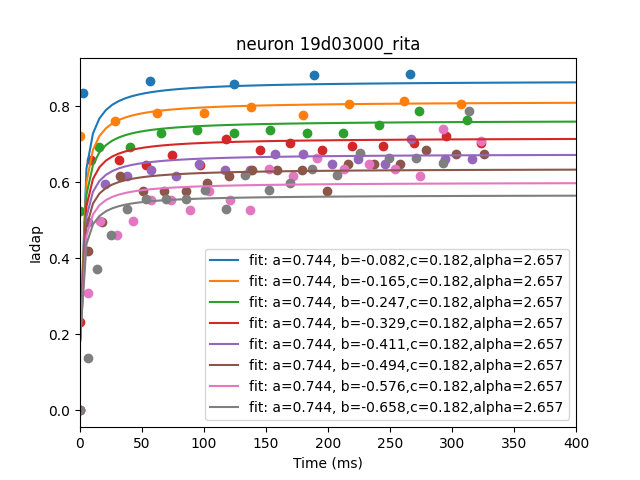 neuron 19d03000_rita
Iadap
0.8
0.6
0.4
0.2
0.0
fit: a=0.744, b=-0.082,c=0.182,alpha=2.657
fit: a=0.744, b=-0.165,c=0.182,alpha=2.657
fit: a=0.744, b=-0.247,c=0.182,alpha=2.657
fit: a=0.744, b=-0.329,c=0.182,alpha=2.657
fit: a=0.744, b=-0.411,c=0.182,alpha=2.657
fit: a=0.744, b=-0.494,c=0.182,alpha=2.657
fit: a=0.744, b=-0.576,c=0.182,alpha=2.657
fit: a=0.744, b=-0.658,c=0.182,alpha=2.657
0 50 100 150 200 250 300 350 400
Time (ms)